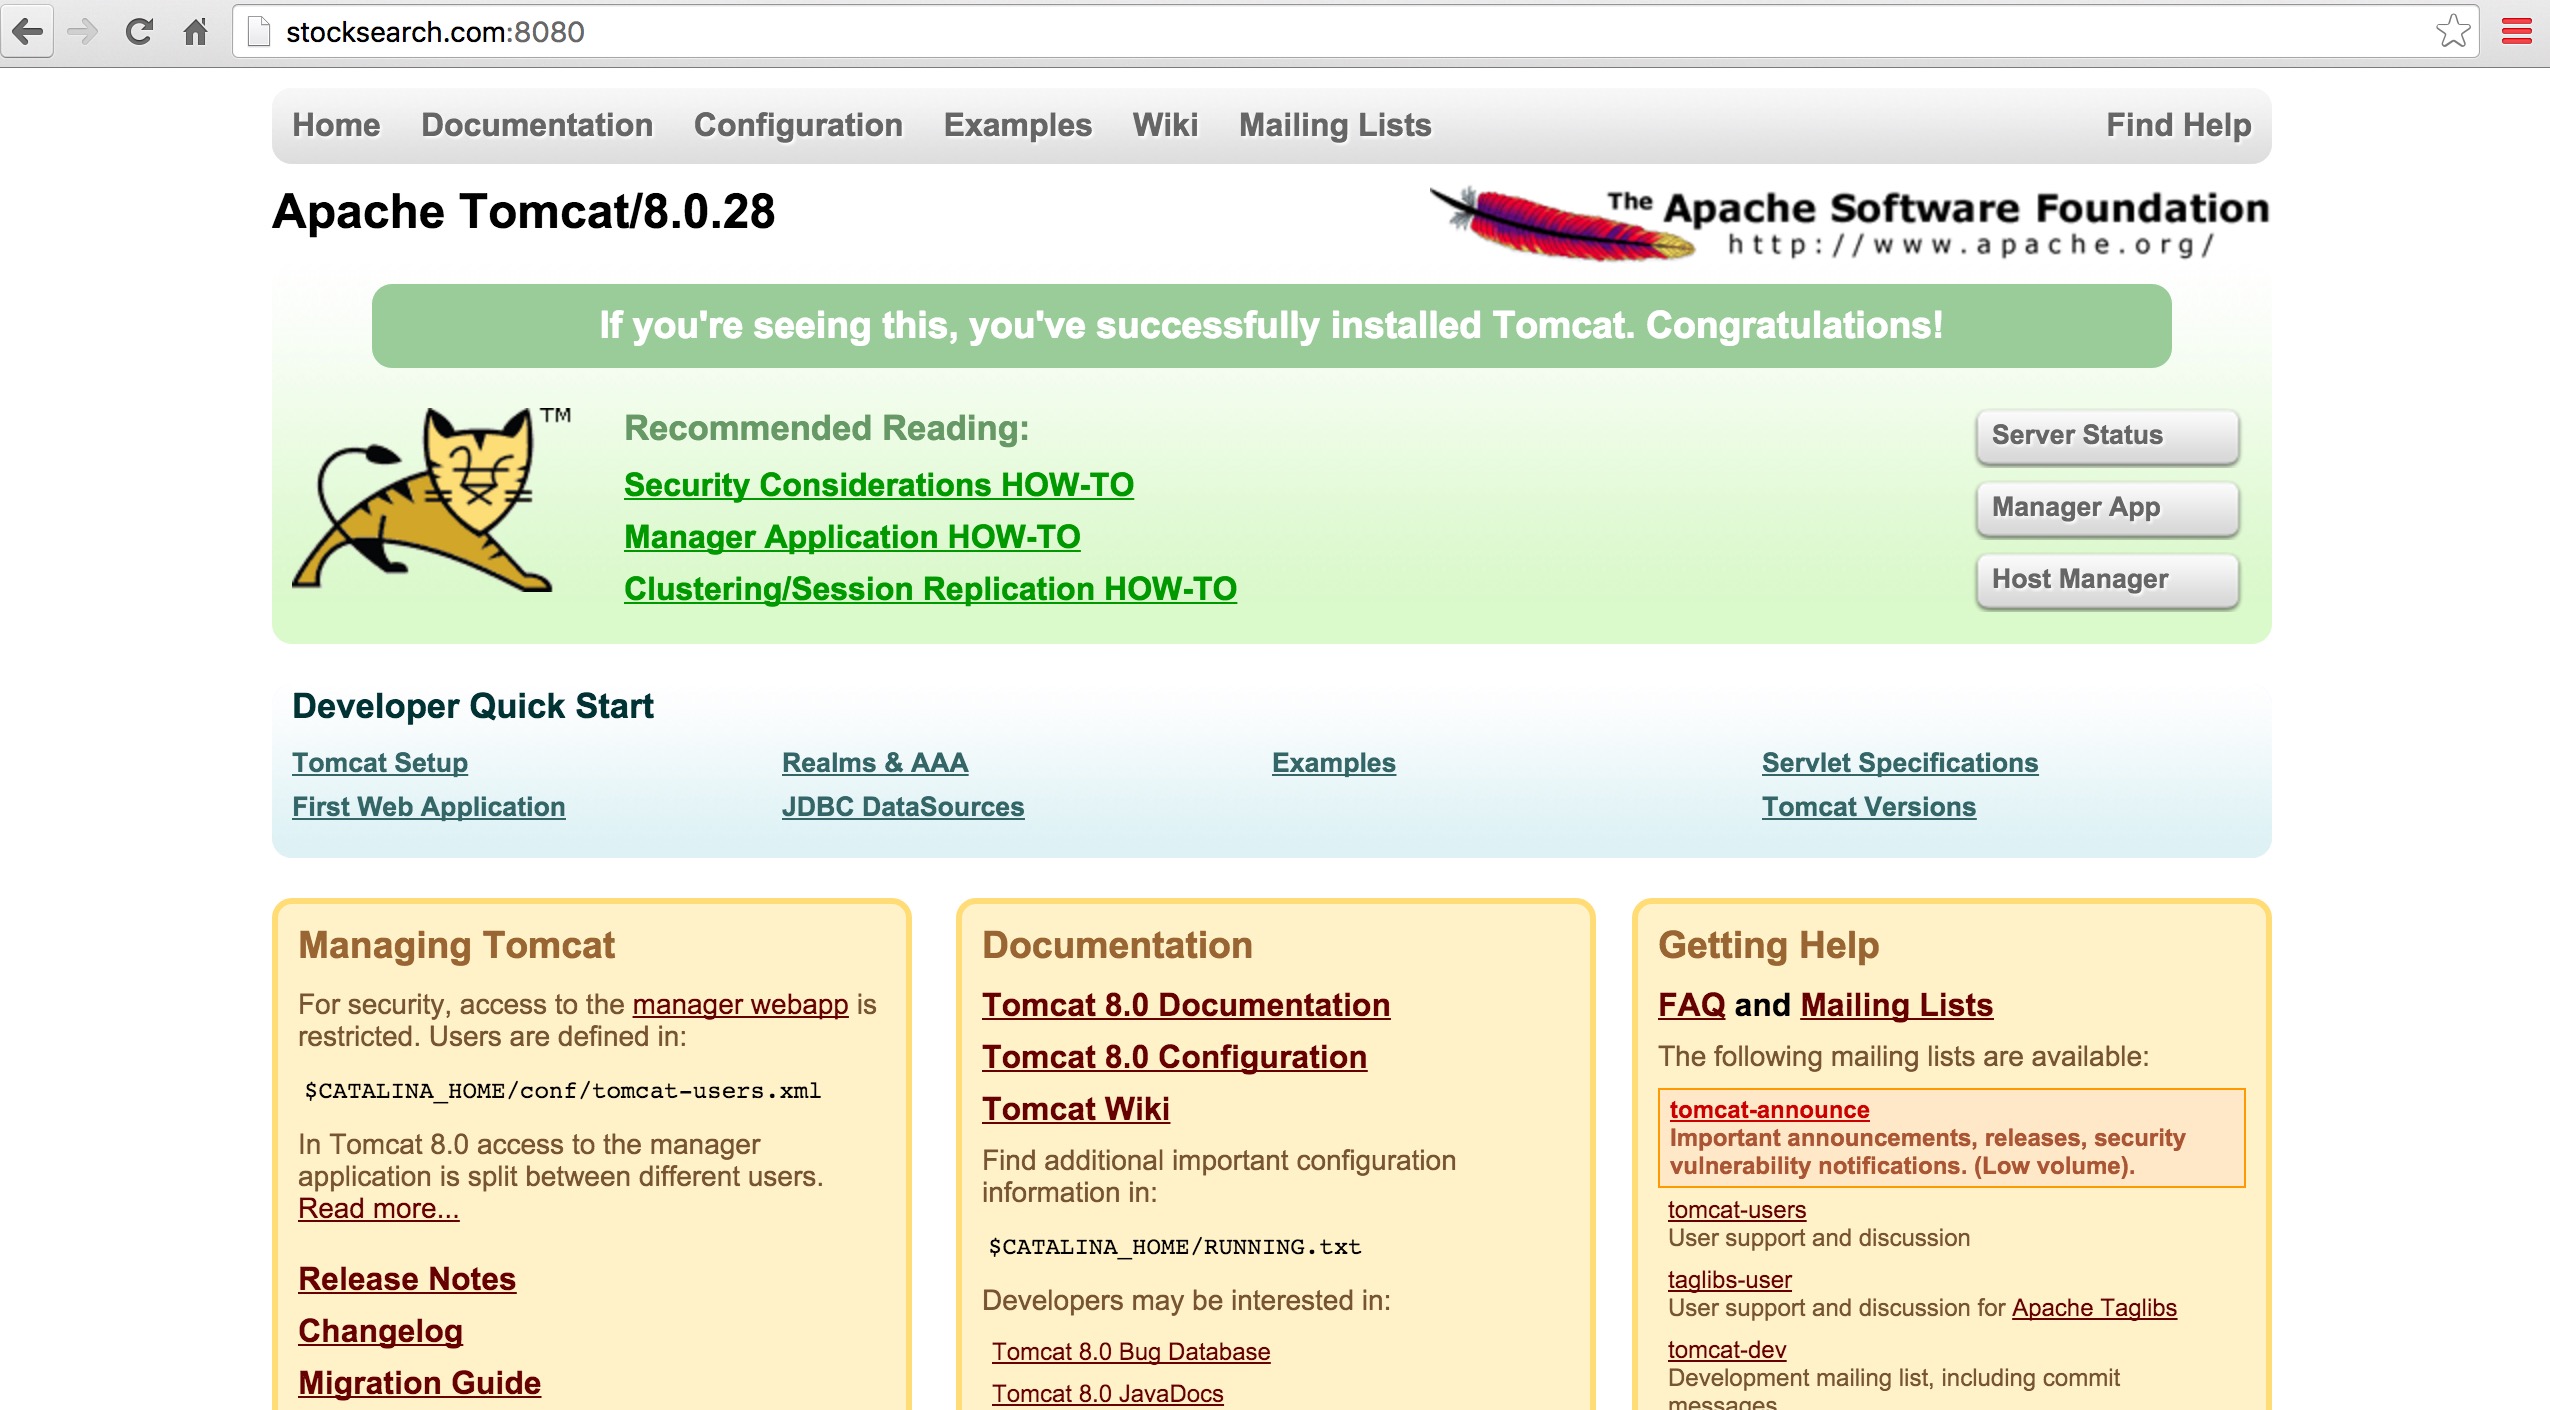 stocksearch.com:8080
Home Documentation Configuration Examples Wiki Mailing Lists Find Help
Apache Tomcat/8.0.28
The Apache Software Foundation
http://www.apache.org/
If you're seeing this, you've successfully installed Tomcat. Congratulations!
TM
Recommended Reading:
Security Considerations HOW-TO
Manager Application HOW-TO
Clustering/Session Replication HOW-TO
Server Status
Manager App
Host Manager
Developer Quick Start
Tomcat Setup
First Web Application
Realms & AAA
JDBC DataSources
Examples
Servlet Specifications
Tomcat Versions
Managing Tomcat
For security, access to the manager webapp is
restricted. Users are defined in:
$CATALINA_HOME/conf/tomcat-users.xml
In Tomcat 8.0 access to the manager
application is split between different users.
Read more...
Release Notes
Changelog
Migration Guide
Documentation
Tomcat 8.0 Documentation
Tomcat 8.0 Configuration
Tomcat Wiki
Find additional important configuration
information in:
$CATALINA_HOME/RUNNING.txt
Developers may be interested in:
Tomcat 8.0 Bug Database
Tomcat 8.0 JavaDocs
Getting Help
FAQ and Mailing Lists
The following mailing lists are available:
tomcat-announce
Important announcements, releases, security
vulnerability notifications. (Low volume).
tomcat-users
User support and discussion
taglibs-user
User support and discussion for Apache Taglibs
tomcat-dev
Development mailing list, including commit
messages